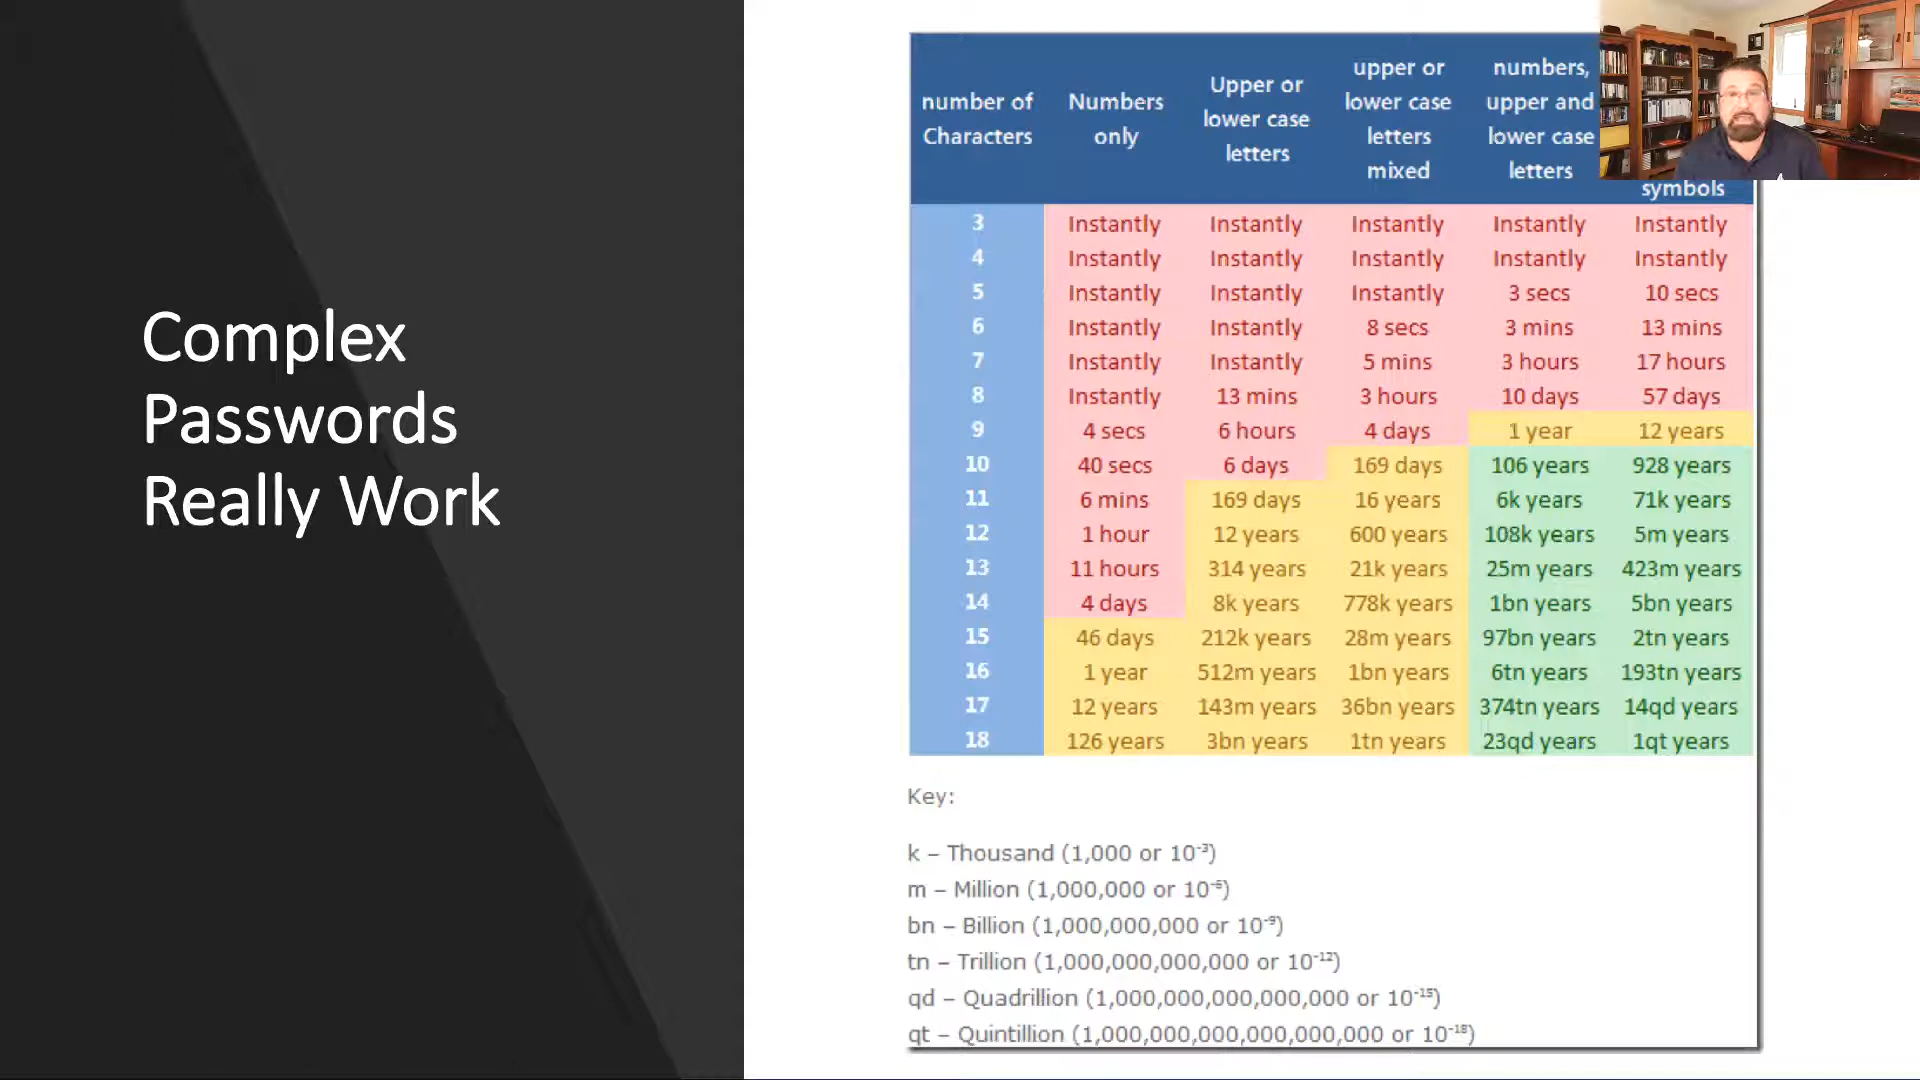 Complex
Passwords
Really Work
number of Characters	Numbers only	Upper or lower case letters	upper or lower case letters mixed	numbers, upper and lower case letters	symbols
3	Instantly	Instantly	Instantly	Instantly	Instantly
4	Instantly	Instantly	Instantly	Instantly	Instantly
5	Instantly	Instantly	Instantly	3 secs	10 secs
6	Instantly	Instantly	8 secs	3 mins	13 mins
7	Instantly	Instantly	5 mins	3 hours	17 hours
8	Instantly	13 mins	3 hours	10 days	57 days
9	4 secs	6 hours	4 days	1 year	12 years
10	40 secs	6 days	169 days	106 years	928 years
11	6 mins	169 days	16 years	6k years	71k years
12	1 hour	12 years	600 years	108k years	5m years
13	11 hours	314 years	21k years	25m years	423m years
14	4 days	8k years	778k years	1bn years	5bn years
15	46 days	212k years	28m years	97bn years	2tn years
16	1 year	512m years	1bn years	6tn years	193tn years
17	12 years	143m years	36bn years	374tn years	14qd years
18	126 years	3bn years	1tn years	23qd years	1qt years
Key:
k – Thousand (1,000 or 10⁻³)
m – Million (1,000,000 or 10⁻⁶)
bn – Billion (1,000,000,000 or 10⁻⁹)
tn – Trillion (1,000,000,000,000 or 10⁻¹²)
qd – Quadrillion (1,000,000,000,000,000 or 10⁻¹⁵)
qt – Quintillion (1,000,000,000,000,000,000 or 10⁻¹⁸)